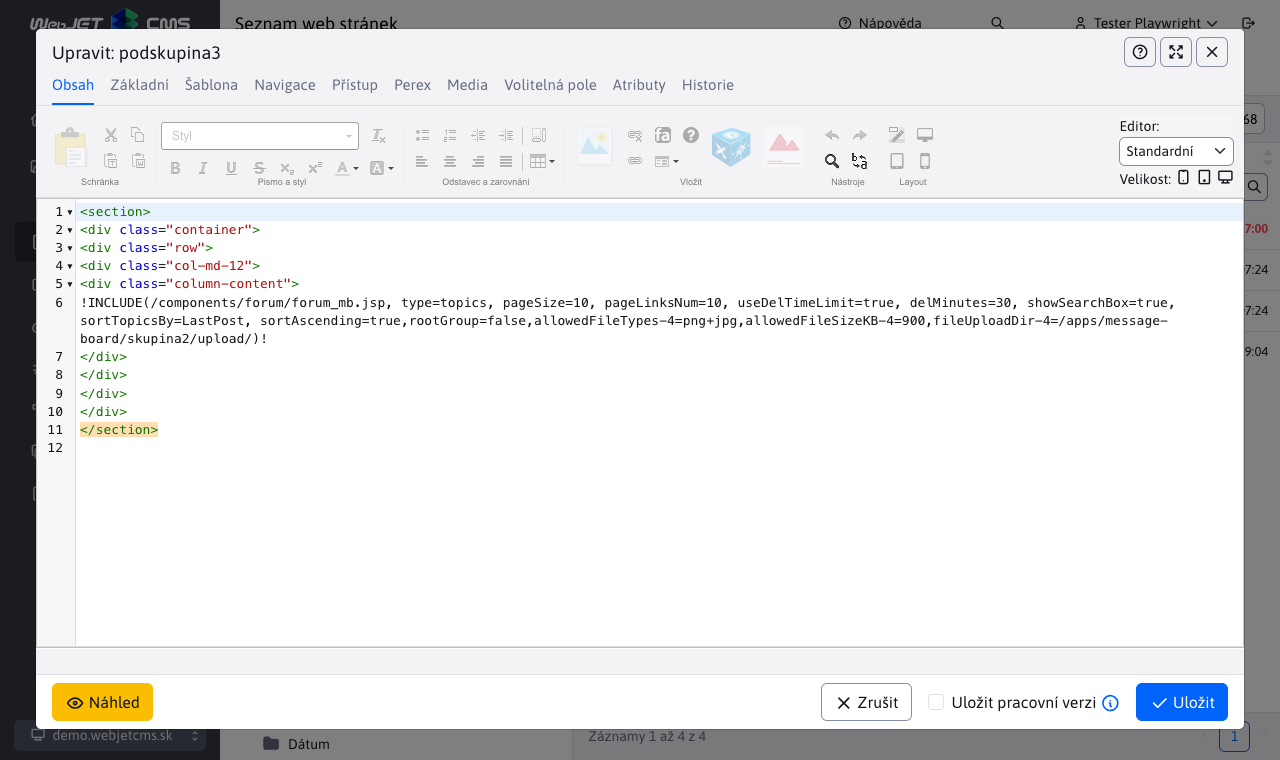 WebJET CMS
Seznam web stránek
Nápověda
Tester Playwright
Upravit: podskupina3
Obsah Základní Šablona Navigace Přístup Perex Media Volitelná pole Atributy Historie
Styl
Schránka
Písmo a styl
Odstavec a zarovnání
Vložit
Nástroje
Layout
Editor:
Standardní
Velikost:
1 <section>
2 <div class="container">
3 <div class="row">
4 <div class="col-md-12">
5 <div class="column-content">
6 !INCLUDE(/components/forum/forum_mb.jsp, type=topics, pageSize=10, pageLinksNum=10, useDelTimeLimit=true, delMinutes=30, showSearchBox=true,
sortTopicsBy=LastPost, sortAscending=true,rootGroup=false,allowedFileTypes-4=png+jpg,allowedFileSizeKB-4=900,fileUploadDir-4=/apps/message-
board/skupina2/upload/)!
7 </div>
8 </div>
9 </div>
10 </div>
11 </section>
12
68
7:00
07:24
07:24
09:04
Náhled
Zrušit
Uložit pracovní verzi
Uložit
demo.webjetcms.sk
Dátum
Záznamy 1 až 4 z 4
1